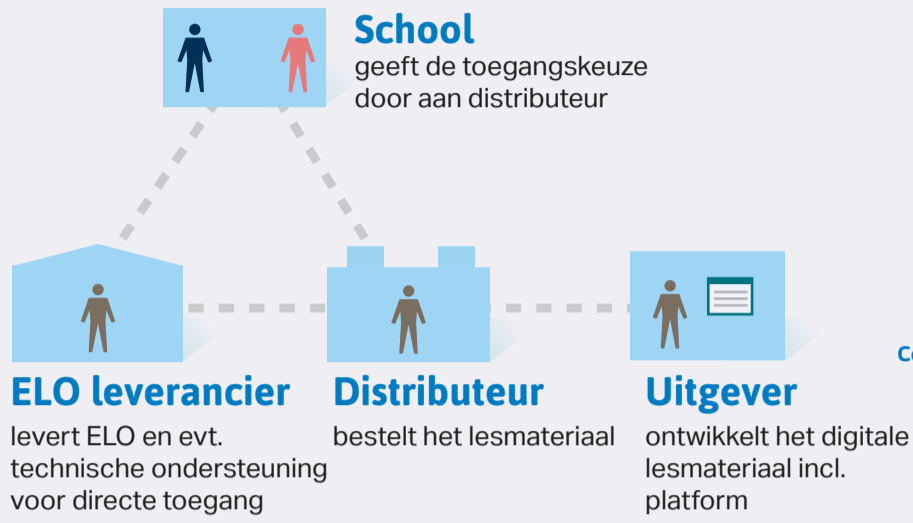 School
geeft de toegangskeuze
door aan distributeur
ELO leverancier
levert ELO en evt.
technische ondersteuning
voor directe toegang
Distributeur
bestelt het lesmateriaal
Uitgever
ontwikkelt het digitale
lesmateriaal incl.
platform